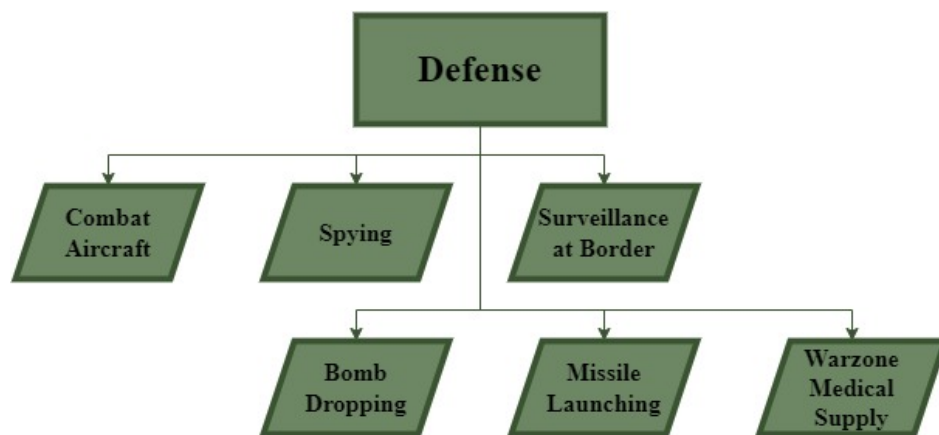 Defense
Combat
Aircraft
Spying
Surveillance
at Border
Bomb
Dropping
Missile
Launching
Warzone
Medical
Supply